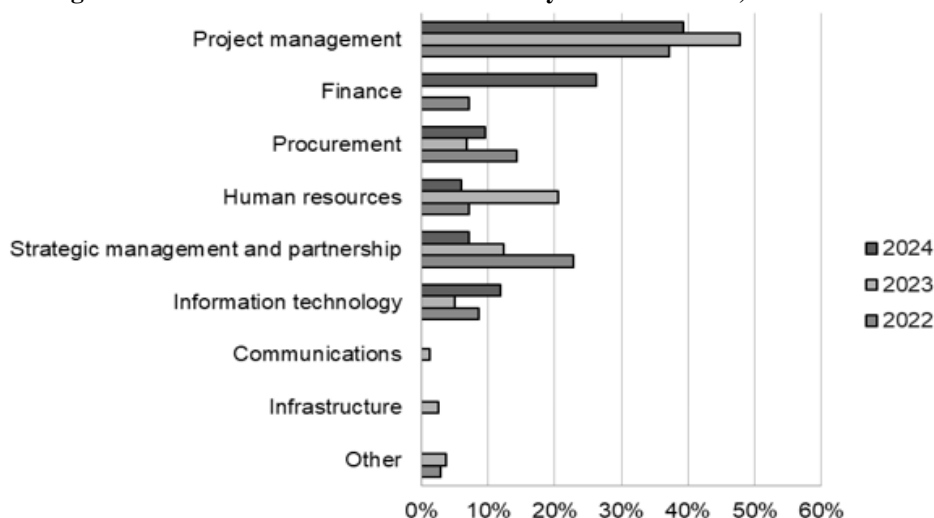 Project management
Finance
Procurement
Human resources
Strategic management and partnership
Information technology
Communications
Infrastructure
Other
2024
2023
2022
0% 10% 20% 30% 40% 50% 60%